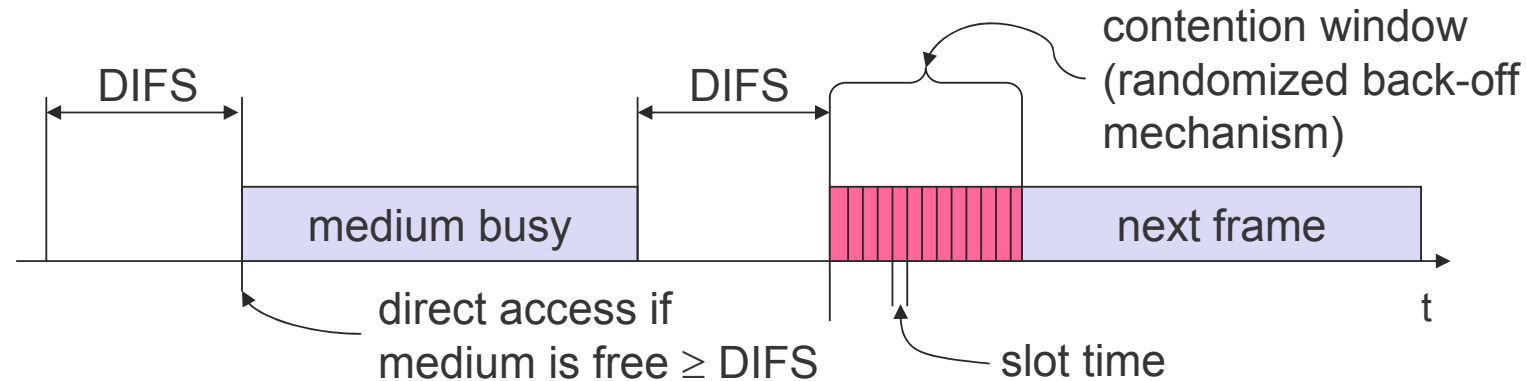 contention window
(randomized back-off
mechanism)
DIFS
DIFS
medium busy
next frame
direct access if
medium is free ≥ DIFS
slot time
t